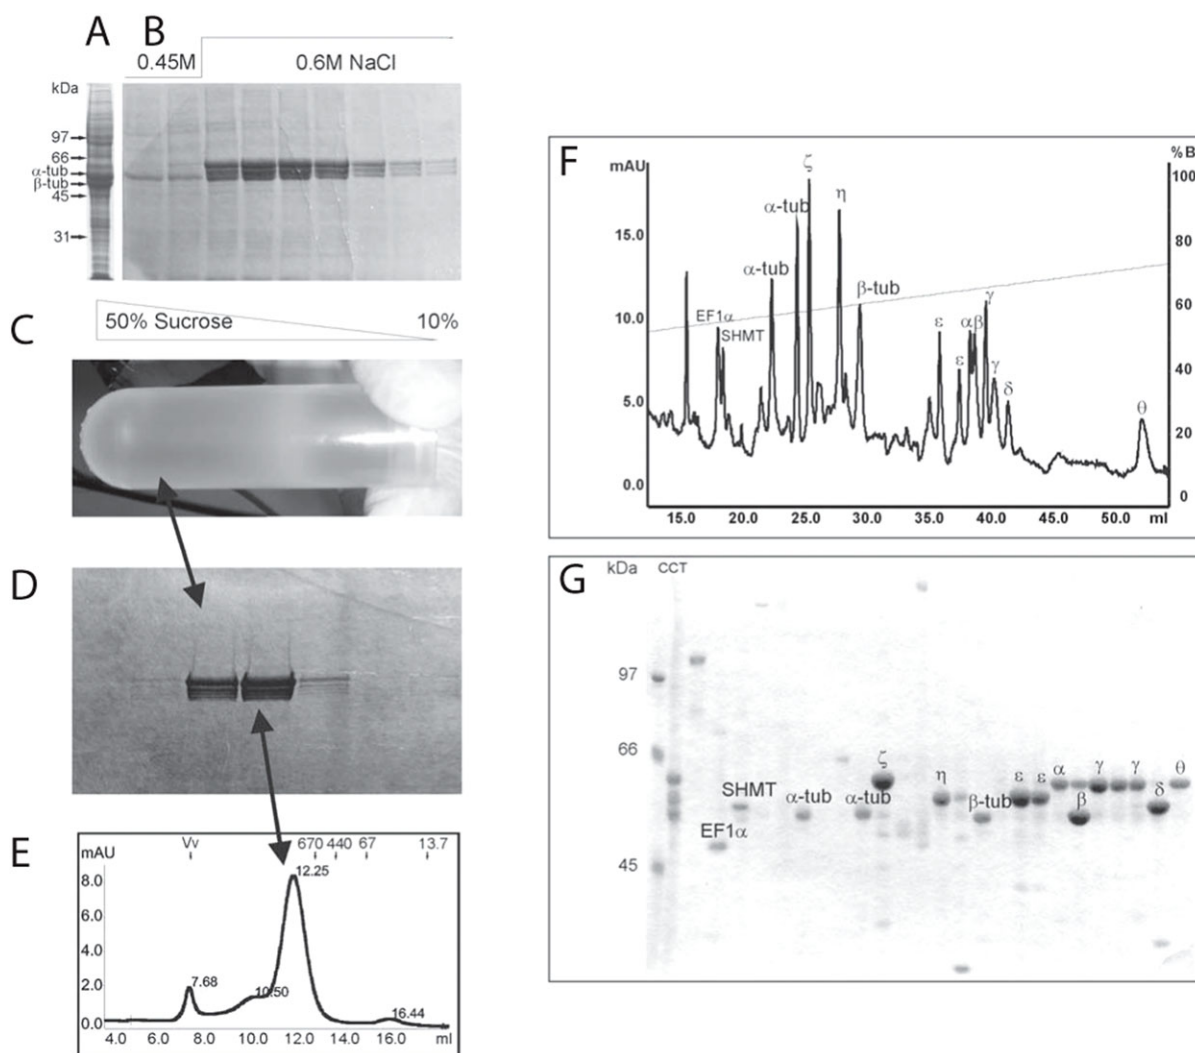 A
B
0.45M
0.6M NaCl
kDa
97
66
α-tub
β-tub
45
31
C
50% Sucrose
10%
D
E
mAU
Vv
670 440 67
13.7
12.25
8.0
6.0
4.0
2.0
0.0
7.68
10.50
16.44
4.0 6.0 8.0 10.0 12.0 14.0 16.0 ml
F
mAU
%B
ζ
α-tub
η
α-tub
β-tub
EF1α
SHMT
ε
ε
αβ
γ
γ
δ
θ
15.0
10.0
5.0
0.0
100
80
60
40
20
0
15.0 20.0 25.0 30.0 35.0 40.0 45.0 50.0 ml
G
kDa
CCT
97
66
45
EF1α
SHMT
α-tub
α-tub
ζ
η
β-tub
ε
ε
α
β
γ
γ
δ
θ